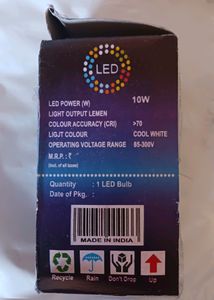 LED
LED POWER (W) 10W
LIGHT OUTPUT LEMEN
COLOUR ACCURACY (CRI) >70
LIGJT COLOUR COOL WHITE
OPERATING VOLTAGE RANGE 85-300V
M.R.P. : ₹
(Incl. of all taxes)
Quantity : 1 LED Bulb
Date of Pkg. :
MADE IN INDIA
Recycle Rain Don't Drop Up